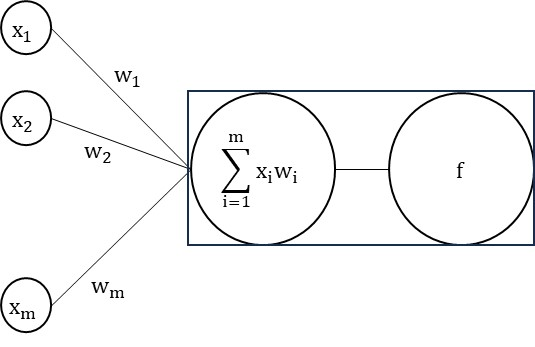 x₁
w₁
x₂
w₂
m
∑ xᵢwᵢ
i=1
f
wₘ
xₘ